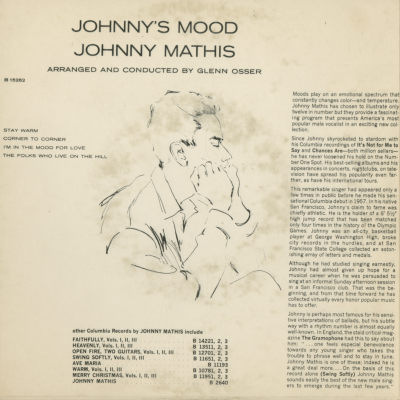 JOHNNY'S MOOD
JOHNNY MATHIS
ARRANGED AND CONDUCTED BY GLENN OSSER
B 15262
STAY WARM
CORNER TO CORNER
I'M IN THE MOOD FOR LOVE
THE FOLKS WHO LIVE ON THE HILL
Moods play on an emotional spectrum that
constantly changes color—and temperature.
Johnny Mathis has chosen to illustrate only
twelve in number but they provide a fascinat-
ing program that presents America's most
popular male vocalist in an exciting new col-
lection.
Since Johnny skyrocketed to stardom with
his Columbia recordings of It's Not for Me to
Say and Chances Are—both million sellers—
he has never loosened his hold on the Num-
ber One Spot. His best-selling albums and his
appearances in concerts, nightclubs, on tele-
vision have spread his popularity even far-
ther, as have his international tours.
This remarkable singer had appeared only a
few times in public before he made his sen-
sational Columbia debut in 1957. In his native
San Francisco, Johnny's claim to fame was
chiefly athletic. He is the holder of a 6' 5½"
high jump record that has been matched
only four times in the history of the Olympic
Games. Johnny was an all-city basketball
player at George Washington High, broke
city records in the hurdles, and at San
Francisco State College collected an aston-
ishing array of letters and medals.
Although he had studied singing earnestly,
Johnny had almost given up hope for a
musical career when he was persuaded to
sing at an informal Sunday afternoon session
in a San Francisco club. That was the be-
ginning, and from that time forward he has
collected virtually every honor popular music
has to offer.
Johnny is perhaps most famous for his sensi-
tive interpretations of ballads, but his subtle
way with a rhythm number is almost equally
well-known. In England, the staid critical mag-
azine The Gramophone had this to say about
him: "...one feels especial benevolence
towards any young singer who takes the
trouble to phrase well and to stay in tune.
Johnny Mathis is one of these; indeed he is
a great deal more.... On the basis of this
record alone (Swing Softly) Johnny Mathis
sounds easily the best of the new male sing-
ers to emerge during the last few years."
other Columbia Records by JOHNNY MATHIS include
FAITHFULLY, Vols. I, II, III B 14221, 2, 3
HEAVENLY, Vols. I, II, III B 13511, 2, 3
OPEN FIRE, TWO GUITARS, Vols. I, II, III B 12701, 2, 3
SWING SOFTLY, Vols. I, II, III B 11651, 2, 3
AVE MARIA B 11193
WARM, Vols. I, II, III B 10781, 2, 3
MERRY CHRISTMAS, Vols. I, II, III B 11951, 2, 3
JOHNNY MATHIS B 2640